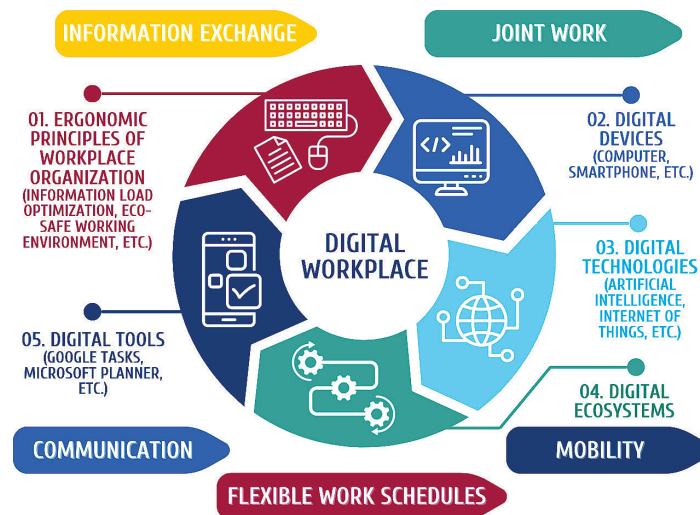 INFORMATION EXCHANGE
JOINT WORK
01. ERGONOMIC
PRINCIPLES OF
WORKPLACE
ORGANIZATION
(INFORMATION LOAD
OPTIMIZATION, ECO-
SAFE WORKING
ENVIRONMENT, ETC.)
02. DIGITAL
DEVICES
(COMPUTER,
SMARTPHONE, ETC.)
</>
DIGITAL
WORKPLACE
03. DIGITAL
TECHNOLOGIES
(ARTIFICIAL
INTELLIGENCE,
INTERNET OF
THINGS, ETC.)
05. DIGITAL TOOLS
(GOOGLE TASKS,
MICROSOFT PLANNER,
ETC.)
04. DIGITAL
ECOSYSTEMS
COMMUNICATION
MOBILITY
FLEXIBLE WORK SCHEDULES